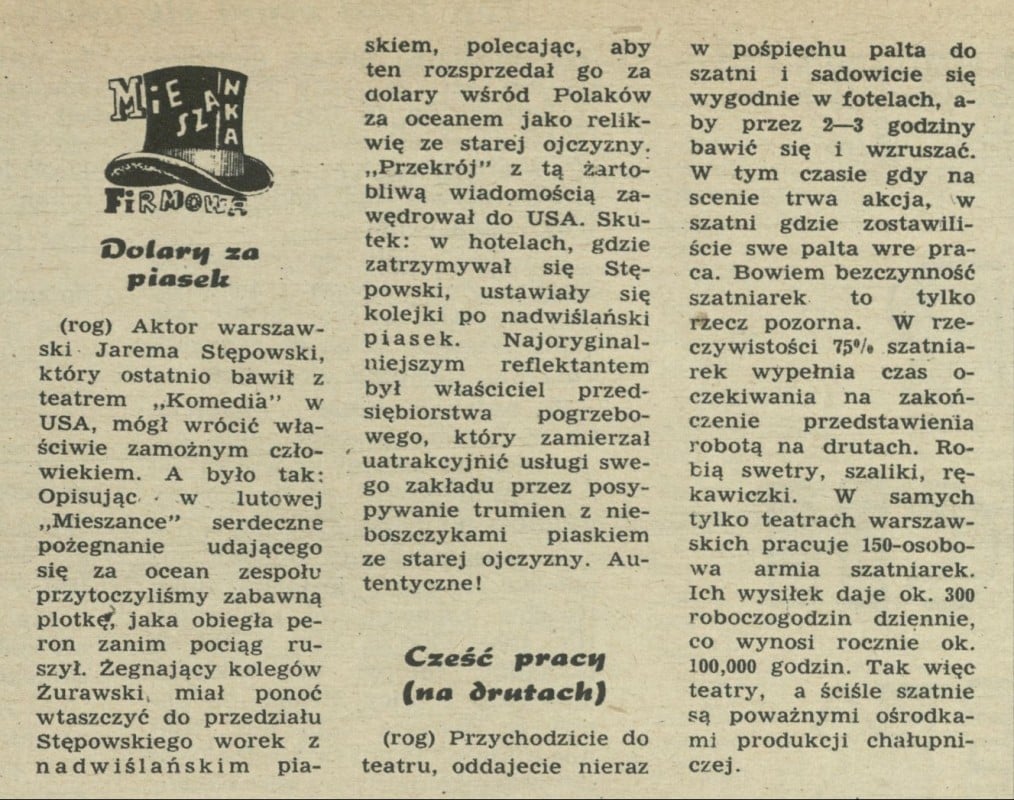 MiESZANKA
FiRMOWA
Dolary za
piasek
(rog) Aktor warszaw-
ski Jarema Stępowski,
który ostatnio bawił z
teatrem „Komedia” w
USA, mógł wrócić wła-
ściwie zamożnym czło-
wiekiem. A było tak:
Opisując w lutowej
„Mieszance” serdeczne
pożegnanie udającego
się za ocean zespołu
przytoczyliśmy zabawną
plotkę, jaka obiegła pe-
ron zanim pociąg ru-
szył. Żegnający kolegów
Żurawski, miał ponoć
wtaszczyć do przedziału
Stępowskiego worek z
nadwiślańskim pia-
skiem, polecając, aby
ten rozsprzedał go za
dolary wśród Polaków
za oceanem jako relik-
wię ze starej ojczyzny.
„Przekrój” z tą żarto-
bliwą wiadomością za-
wędrował do USA. Sku-
tek: w hotelach, gdzie
zatrzymywał się Stę-
powski, ustawiały się
kolejki po nadwiślański
piasek. Najoryginal-
niejszym reflektantem
był właściciel przed-
siębiorstwa pogrzebo-
wego, który zamierzał
uatrakcyjnić usługi swe-
go zakładu przez posy-
pywanie trumien z nie-
boszczykami piaskiem
ze starej ojczyzny. Au-
tentyczne!
Cześć pracy
(na drutach)
(rog) Przychodzicie do
teatru, oddajecie nieraz
w pośpiechu palta do
szatni i sadowicie się
wygodnie w fotelach, a-
by przez 2—3 godziny
bawić się i wzruszać.
W tym czasie gdy na
scenie trwa akcja, w
szatni gdzie zostawili-
ście swe palta wre pra-
ca. Bowiem bezczynność
szatniarek to tylko
rzecz pozorna. W rze-
czywistości 75% szatnia-
rek wypełnia czas o-
czekiwania na zakoń-
czenie przedstawienia
robotą na drutach. Ro-
bią swetry, szaliki, rę-
kawiczki. W samych
tylko teatrach warszaw-
skich pracuje 150-osobo-
wa armia szatniarek.
Ich wysiłek daje ok. 300
roboczogodzin dziennie,
co wynosi rocznie ok.
100,000 godzin. Tak więc
teatry, a ściśle szatnie
są poważnymi ośrodka-
mi produkcji chałupni-
czej.